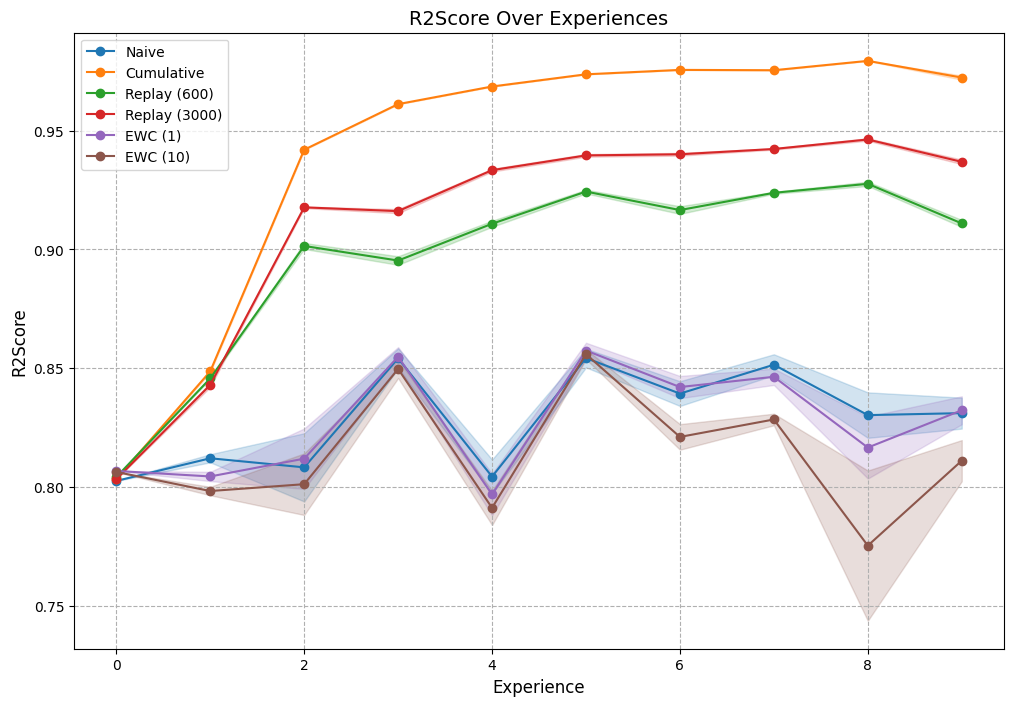 R2Score Over Experiences
Naive
Cumulative
Replay (600)
Replay (3000)
EWC (1)
EWC (10)
R2Score
0.95
0.90
0.85
0.80
0.75
0 2 4 6 8
Experience